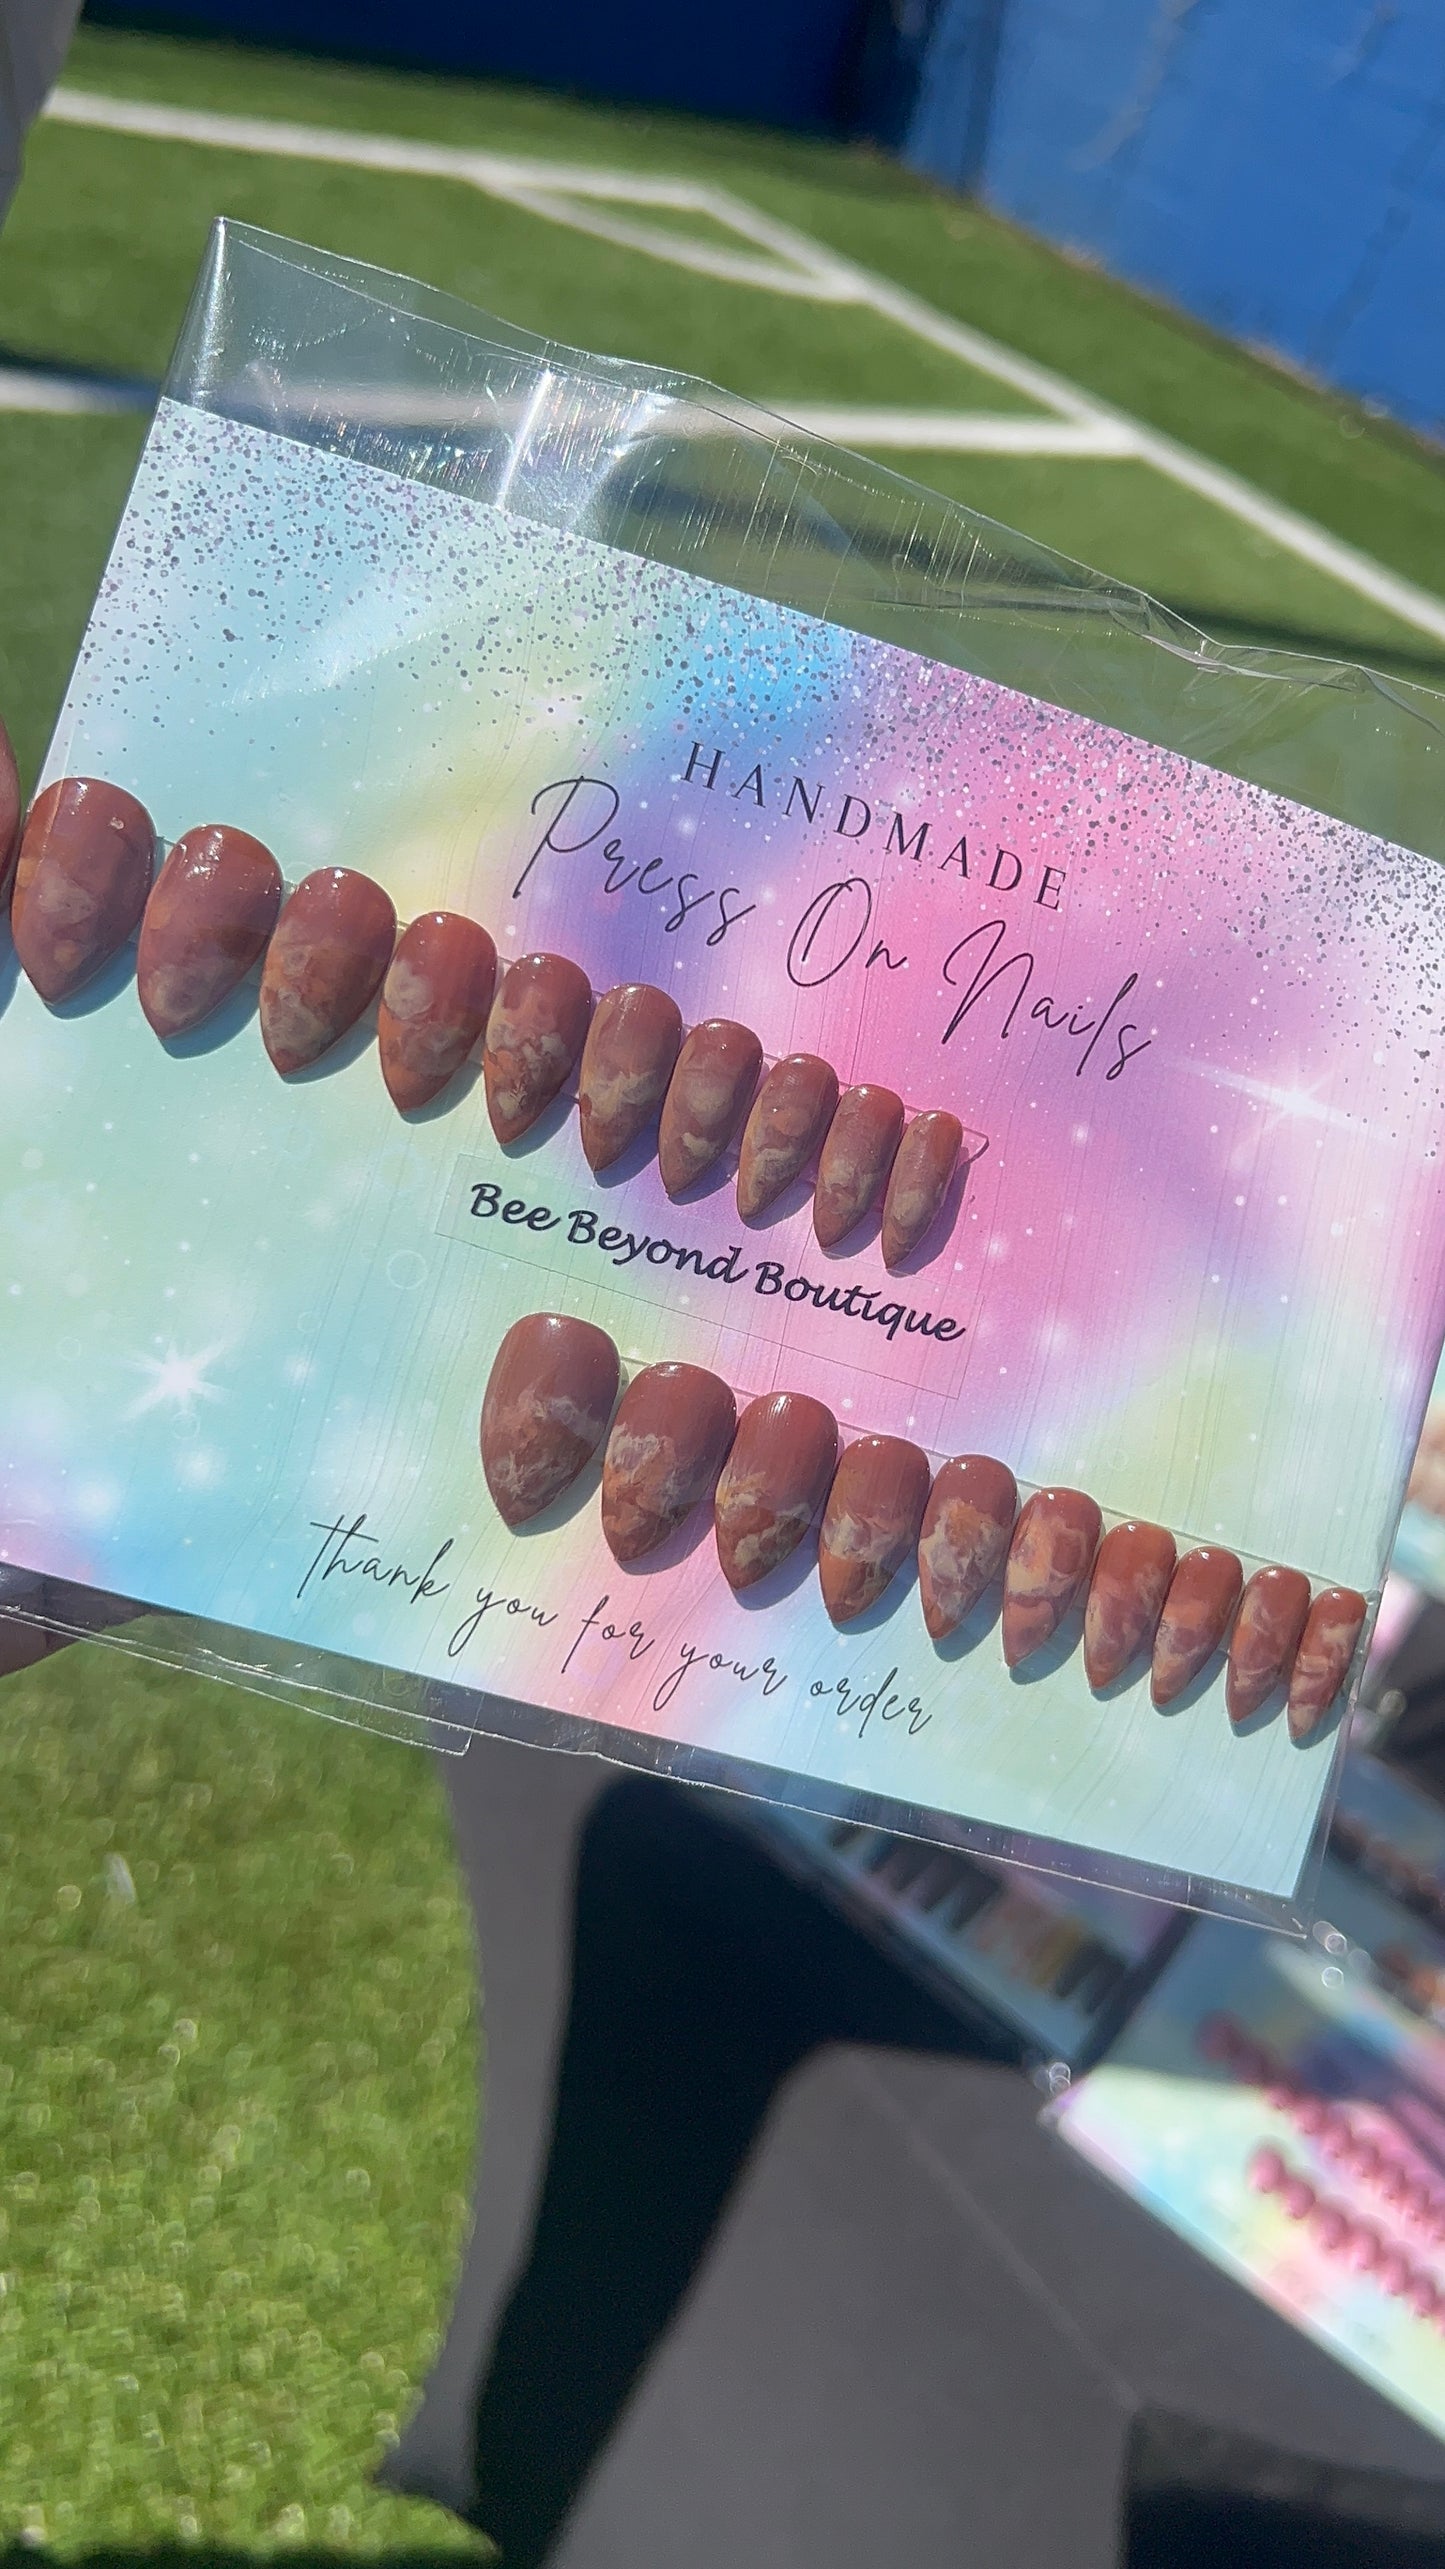 HANDMADE
Press On Nails
Bee Beyond Boutique
Thank you for your order